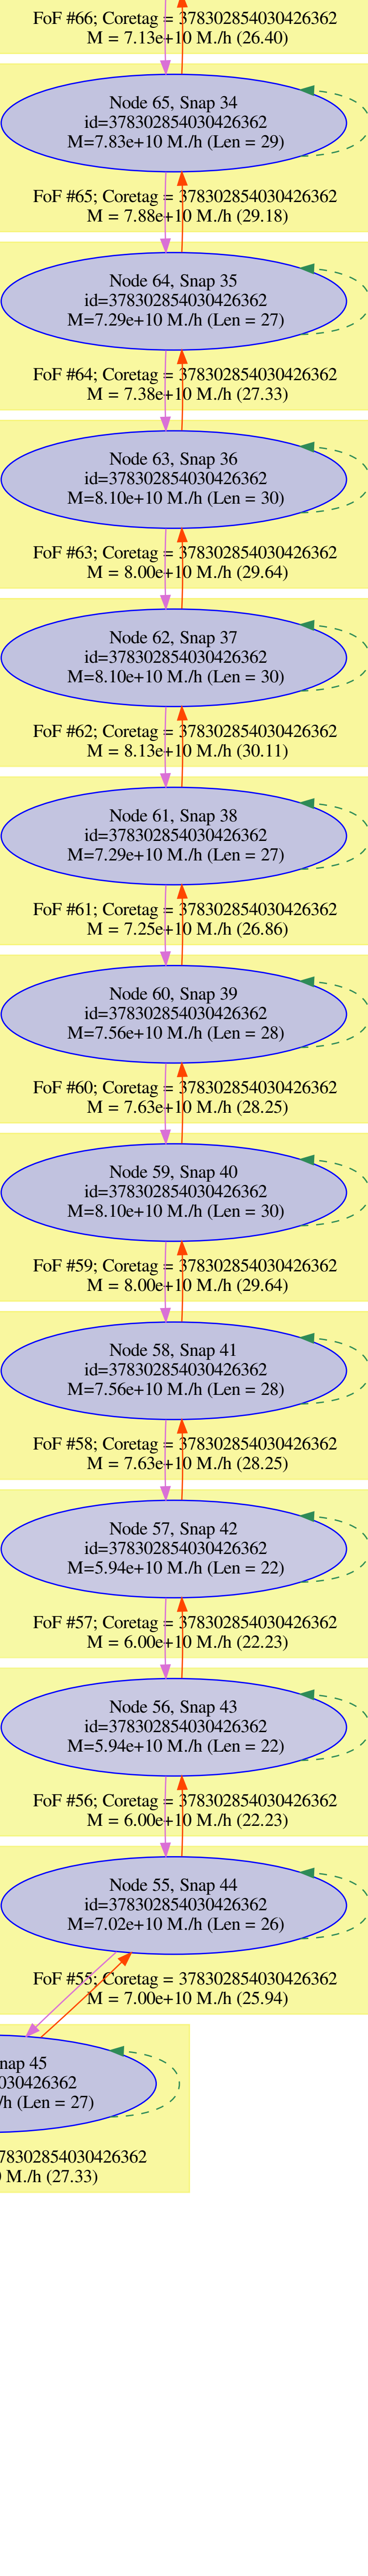 FoF #66; Coretag = 378302854030426362
M = 7.13e+10 M./h (26.40)
Node 65, Snap 34
id=378302854030426362
M=7.83e+10 M./h (Len = 29)
FoF #65; Coretag = 378302854030426362
M = 7.88e+10 M./h (29.18)
Node 64, Snap 35
id=378302854030426362
M=7.29e+10 M./h (Len = 27)
FoF #64; Coretag = 378302854030426362
M = 7.38e+10 M./h (27.33)
Node 63, Snap 36
id=378302854030426362
M=8.10e+10 M./h (Len = 30)
FoF #63; Coretag = 378302854030426362
M = 8.00e+10 M./h (29.64)
Node 62, Snap 37
id=378302854030426362
M=8.10e+10 M./h (Len = 30)
FoF #62; Coretag = 378302854030426362
M = 8.13e+10 M./h (30.11)
Node 61, Snap 38
id=378302854030426362
M=7.29e+10 M./h (Len = 27)
FoF #61; Coretag = 378302854030426362
M = 7.25e+10 M./h (26.86)
Node 60, Snap 39
id=378302854030426362
M=7.56e+10 M./h (Len = 28)
FoF #60; Coretag = 378302854030426362
M = 7.63e+10 M./h (28.25)
Node 59, Snap 40
id=378302854030426362
M=8.10e+10 M./h (Len = 30)
FoF #59; Coretag = 378302854030426362
M = 8.00e+10 M./h (29.64)
Node 58, Snap 41
id=378302854030426362
M=7.56e+10 M./h (Len = 28)
FoF #58; Coretag = 378302854030426362
M = 7.63e+10 M./h (28.25)
Node 57, Snap 42
id=378302854030426362
M=5.94e+10 M./h (Len = 22)
FoF #57; Coretag = 378302854030426362
M = 6.00e+10 M./h (22.23)
Node 56, Snap 43
id=378302854030426362
M=5.94e+10 M./h (Len = 22)
FoF #56; Coretag = 378302854030426362
M = 6.00e+10 M./h (22.23)
Node 55, Snap 44
id=378302854030426362
M=7.02e+10 M./h (Len = 26)
FoF #55; Coretag = 378302854030426362
M = 7.00e+10 M./h (25.94)
nap 45
030426362
/h (Len = 27)
78302854030426362
M./h (27.33)